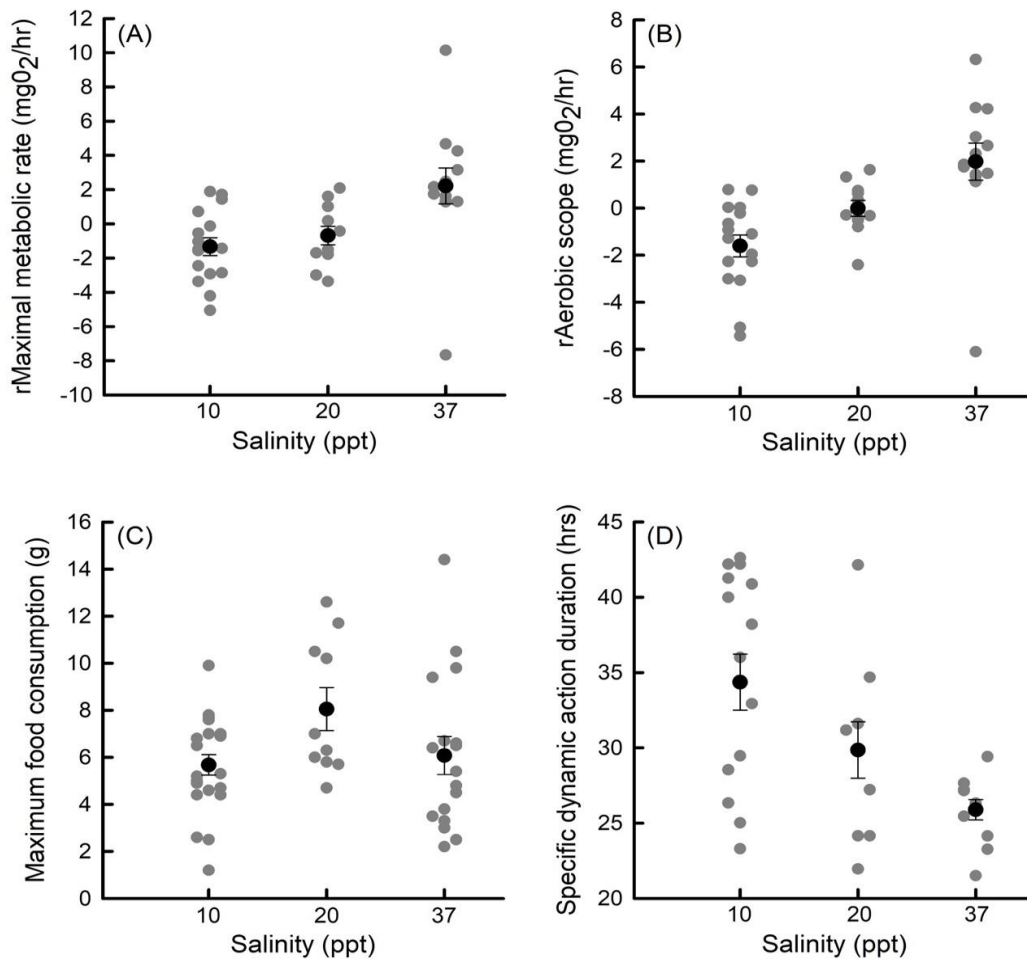 (A)
rMaximal metabolic rate (mg0₂/hr)
12
10
8
6
4
2
0
-2
-4
-6
-8
-10
10 20 37
Salinity (ppt)
(B)
rAerobic scope (mg0₂/hr)
8
6
4
2
0
-2
-4
-6
-8
10 20 37
Salinity (ppt)
(C)
Maximum food consumption (g)
16
14
12
10
8
6
4
2
0
10 20 37
Salinity (ppt)
(D)
Specific dynamic action duration (hrs)
45
40
35
30
25
20
10 20 37
Salinity (ppt)